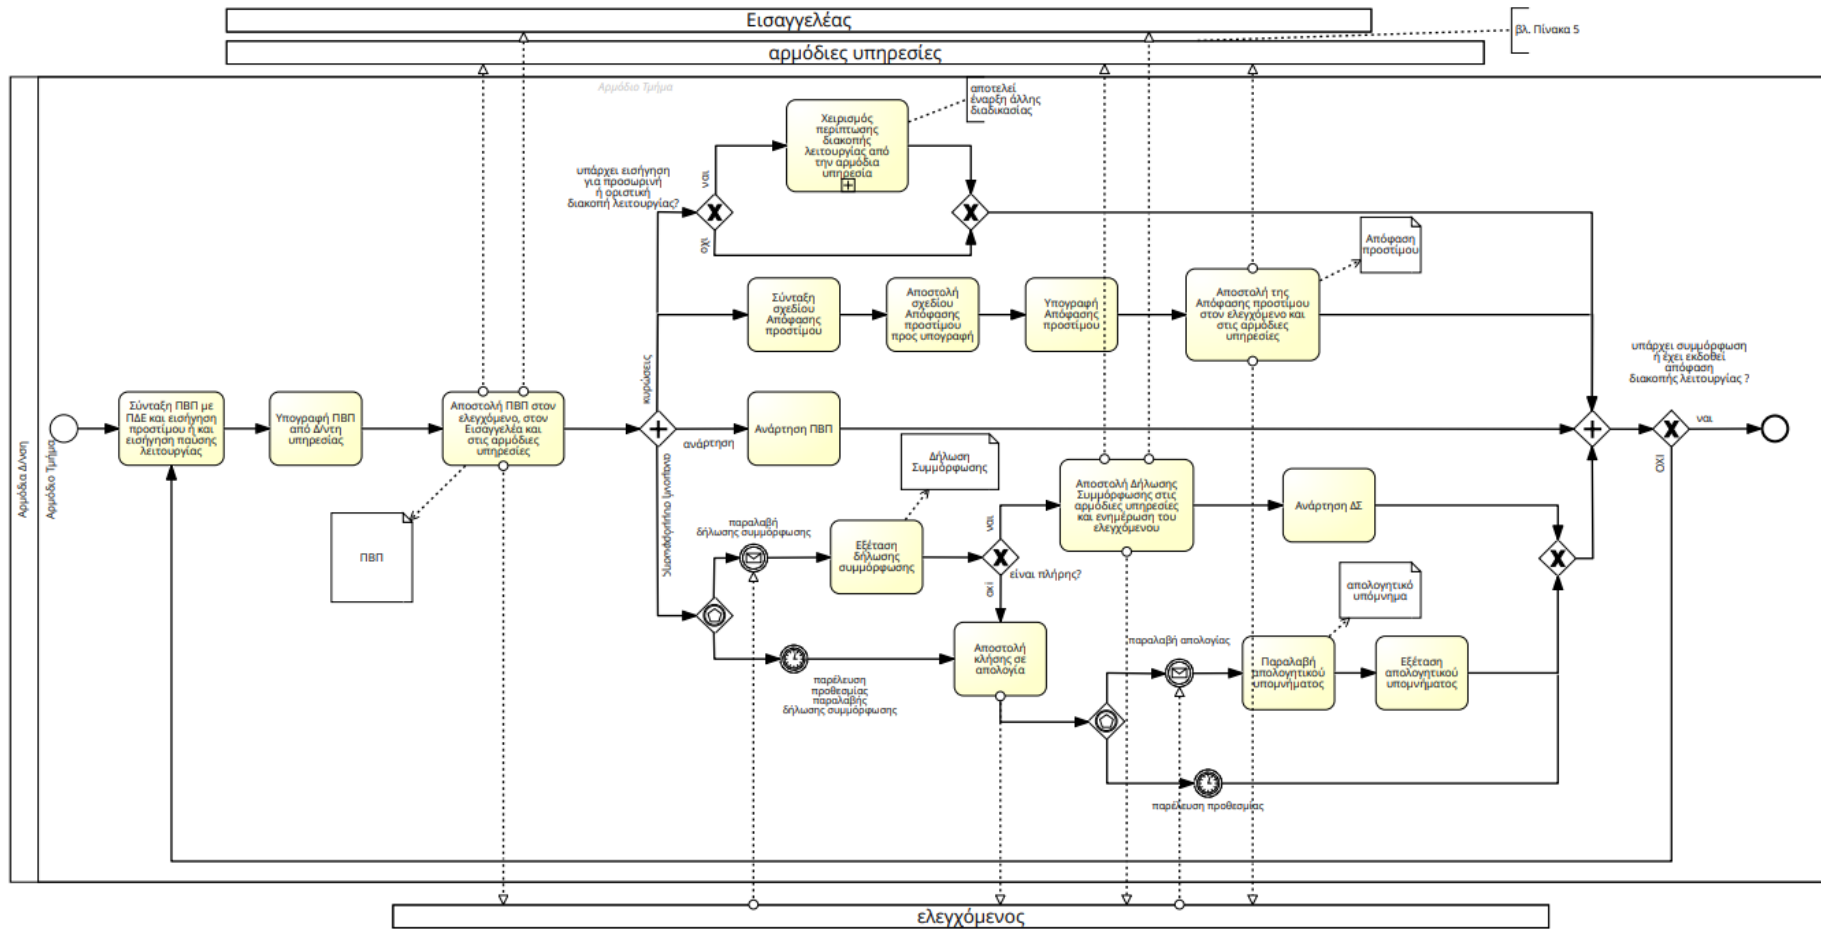 Εισαγγελέας
αρμόδιες υπηρεσίες
βλ. Πίνακα 5
Αρμόδια Δ/νση
Αρμόδιο Τμήμα
Αρμόδιο Τμήμα
Σύνταξη ΠΒΠ με
ΠΔΕ και εισήγηση
προστίμου ή και
εισήγηση παύσης
λειτουργίας
Υπογραφή ΠΒΠ
από Δ/ντη
υπηρεσίας
Αποστολή ΠΒΠ στον
ελεγχόμενο, στον
Εισαγγελέα και
στις αρμόδιες
υπηρεσίες
ΠΒΠ
κυρώσεις
ανάρτηση
υπάρχει εισήγηση
για προσωρινή
ή οριστική
διακοπή λειτουργίας?
ναι
οχι
Χειρισμός
περίπτωσης
διακοπής
λειτουργίας από
την αρμόδια
υπηρεσία
αποτελεί
έναρξη άλλης
διαδικασίας
Σύνταξη
σχεδίου
Απόφασης
προστίμου
Αποστολή
σχεδίου
Απόφασης
προστίμου
προς υπογραφή
Υπογραφή
Απόφασης
προστίμου
Αποστολή της
Απόφασης προστίμου
στον ελεγχόμενο και
στις αρμόδιες
υπηρεσίες
Απόφαση
προστίμου
Ανάρτηση ΠΒΠ
παραλαβή
δήλωσης συμμόρφωσης
Εξέταση
δήλωσης
συμμόρφωσης
Δήλωση
Συμμόρφωσης
είναι πλήρης?
ναι
οχι
Αποστολή Δήλωσης
Συμμόρφωσης στις
αρμόδιες υπηρεσίες
και ενημέρωση του
ελεγχόμενου
Ανάρτηση ΔΣ
παρέλευση
προθεσμίας
παραλαβής
δήλωσης συμμόρφωσης
Αποστολή
κλήσης σε
απολογία
παραλαβή απολογίας
Παραλαβή
απολογητικού
υπομνήματος
απολογητικό
υπόμνημα
Εξέταση
απολογητικού
υπομνήματος
παρέλευση προθεσμίας
υπάρχει συμμόρφωση
ή έχει εκδοθεί
απόφαση
διακοπής λειτουργίας ?
ναι
ΟΧΙ
ελεγχόμενος